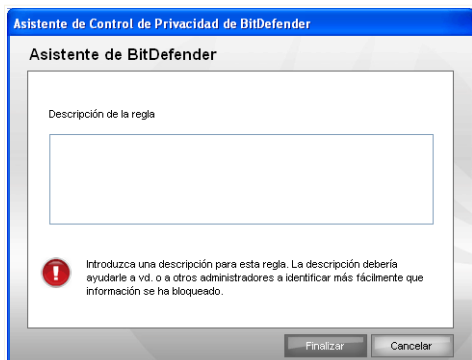 Asistente de Control de Privacidad de BitDefender
Asistente de BitDefender
Descripción de la regla
Introduzca una descripción para esta regla. La descripción debería
ayudarle a vd. o a otros administradores a identificar más fácilmente que
información se ha bloqueado.
Finalizar
Cancelar